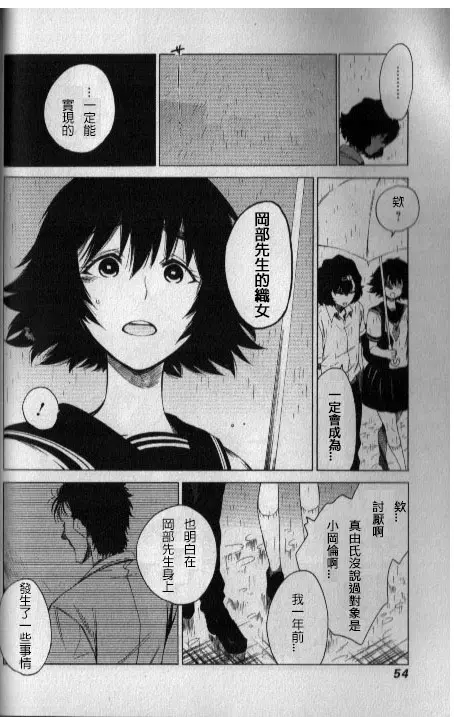 ………
…一定能
實現的
欸？
一定會成為…
岡部先生的織女
！
欸…
討厭啊
真由氏沒說過對象是
小岡倫啊…
我一年前…
也明白在
岡部先生身上
發生了一些事情
54